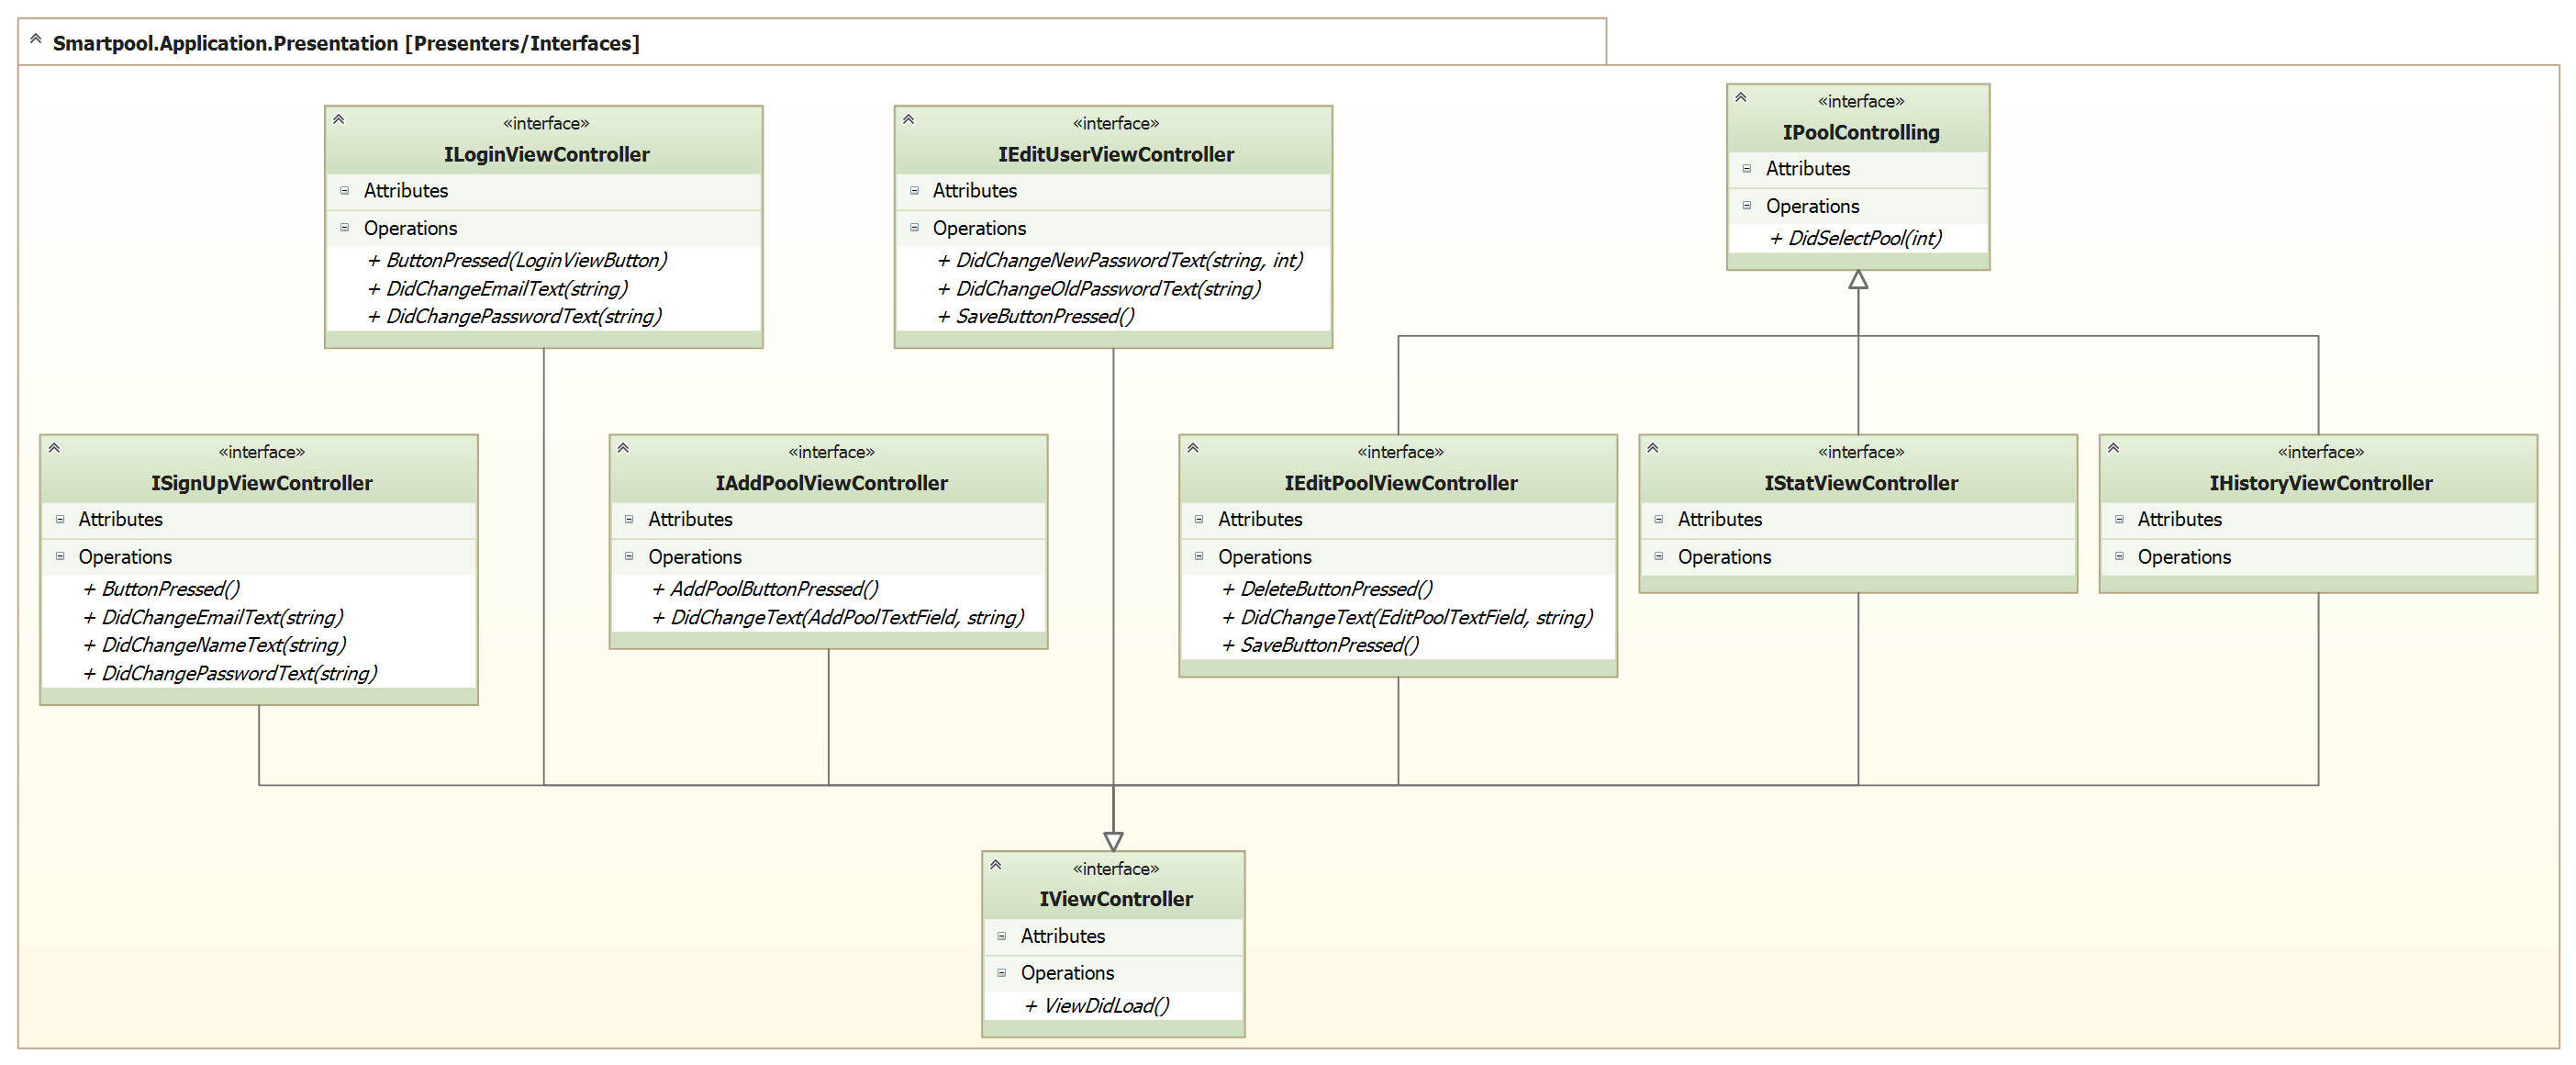 Smartpool.Application.Presentation [Presenters/Interfaces]
«interface»
ILoginViewController
Attributes
Operations
+ ButtonPressed(LoginViewButton)
+ DidChangeEmailText(string)
+ DidChangePasswordText(string)
«interface»
IEditUserViewController
Attributes
Operations
+ DidChangeNewPasswordText(string, int)
+ DidChangeOldPasswordText(string)
+ SaveButtonPressed()
«interface»
IPoolControlling
Attributes
Operations
+ DidSelectPool(int)
«interface»
ISignUpViewController
Attributes
Operations
+ ButtonPressed()
+ DidChangeEmailText(string)
+ DidChangeNameText(string)
+ DidChangePasswordText(string)
«interface»
IAddPoolViewController
Attributes
Operations
+ AddPoolButtonPressed()
+ DidChangeText(AddPoolTextField, string)
«interface»
IEditPoolViewController
Attributes
Operations
+ DeleteButtonPressed()
+ DidChangeText(EditPoolTextField, string)
+ SaveButtonPressed()
«interface»
IStatViewController
Attributes
Operations
«interface»
IHistoryViewController
Attributes
Operations
«interface»
IViewController
Attributes
Operations
+ ViewDidLoad()